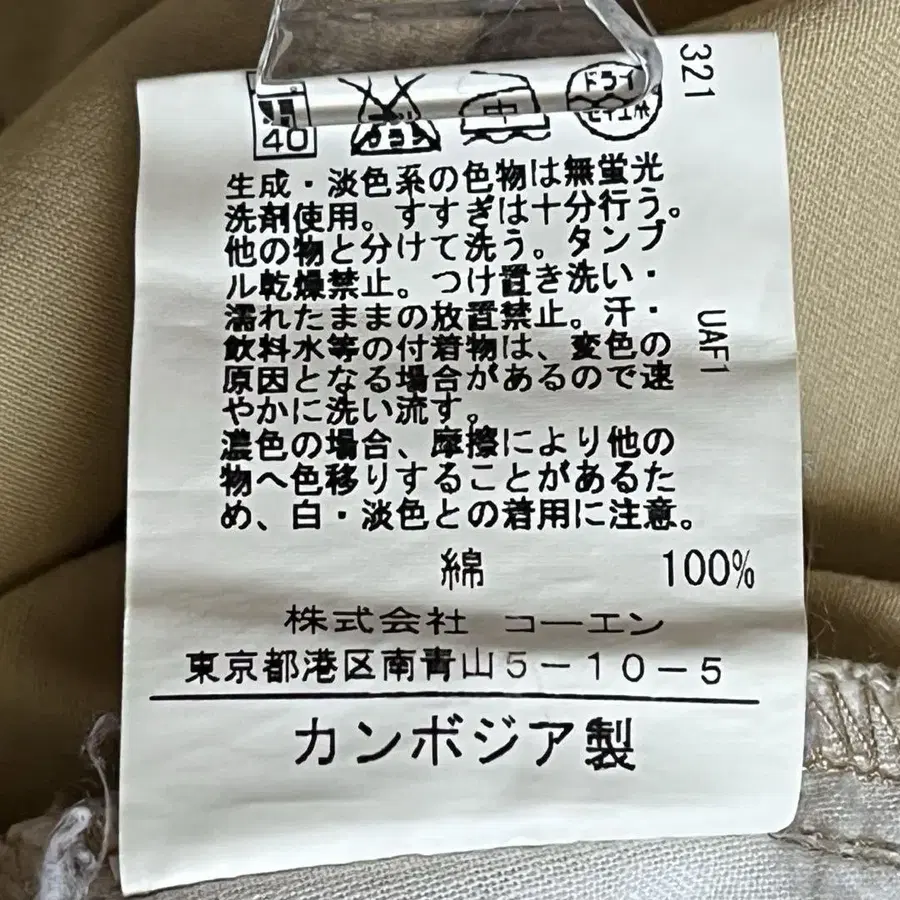 40
中
ドライ
セキユ系
321
生成・淡色系の色物は無蛍光
洗剤使用。すすぎは十分行う。
他の物と分けて洗う。タンブ
ル乾燥禁止。つけ置き洗い・
濡れたままの放置禁止。汗・
飲料水等の付着物は、変色の
原因となる場合があるので速
やかに洗い流す。
濃色の場合、摩擦により他の
物へ色移りすることがあるた
め、白・淡色との着用に注意。
UAF1
綿 100%
株式会社 コーエン
東京都港区南青山5-10-5
カンボジア製